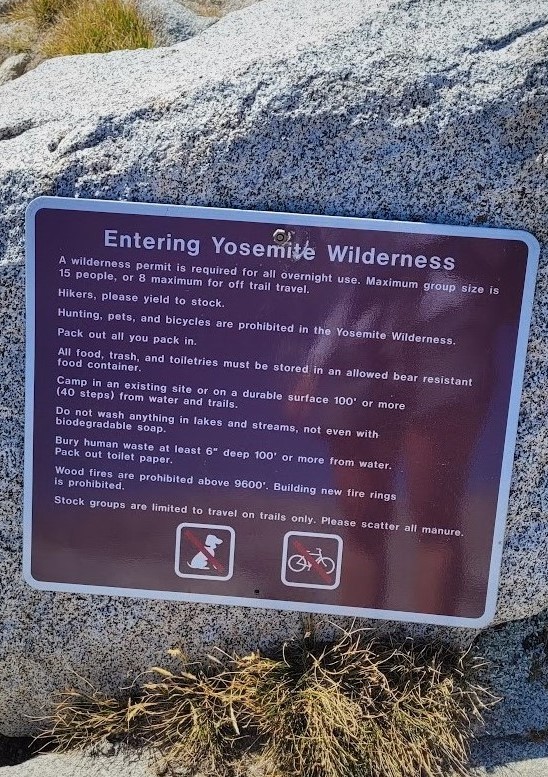 Entering Yosemite Wilderness
A wilderness permit is required for all overnight use. Maximum group size is
15 people, or 8 maximum for off trail travel.
Hikers, please yield to stock.
Hunting, pets, and bicycles are prohibited in the Yosemite Wilderness.
Pack out all you pack in.
All food, trash, and toiletries must be stored in an allowed bear resistant
food container.
Camp in an existing site or on a durable surface 100' or more
(40 steps) from water and trails.
Do not wash anything in lakes and streams, not even with
biodegradable soap.
Bury human waste at least 6" deep 100' or more from water.
Pack out toilet paper.
Wood fires are prohibited above 9600'. Building new fire rings
is prohibited.
Stock groups are limited to travel on trails only. Please scatter all manure.